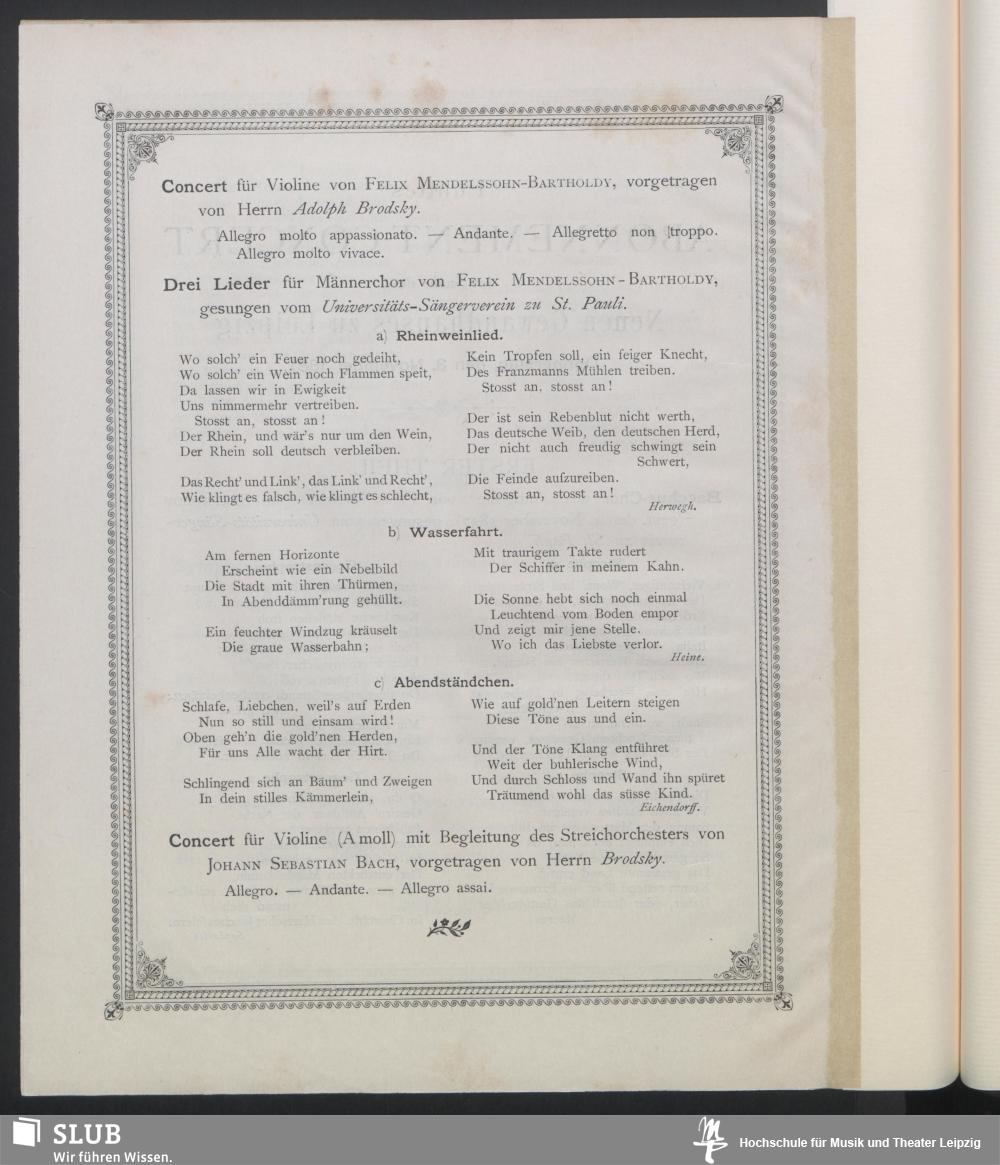 Concert für Violine von Felix Mendelssohn-Bartholdy, vorgetragen
von Herrn Adolph Brodsky.
Allegro molto appassionato. — Andante. — Allegretto non troppo.
Allegro molto vivace.
Drei Lieder für Männerchor von Felix Mendelssohn-Bartholdy,
gesungen vom Universitäts-Sängerverein zu St. Pauli.
a) Rheinweinlied.
Wo solch' ein Feuer noch gedeiht,
Wo solch' ein Wein noch Flammen speit,
Da lassen wir in Ewigkeit
Uns nimmermehr vertreiben.
Stosst an, stosst an!
Der Rhein, und wär's nur um den Wein,
Der Rhein soll deutsch verbleiben.
Das Recht' und Link', das Link' und Recht',
Wie klingt es falsch, wie klingt es schlecht,
Kein Tropfen soll, ein feiger Knecht,
Des Franzmanns Mühlen treiben.
Stosst an, stosst an!
Der ist sein Rebenblut nicht werth,
Das deutsche Weib, den deutschen Herd,
Der nicht auch freudig schwingt sein
Schwert,
Die Feinde aufzureiben.
Stosst an, stosst an!
Herwegh.
b) Wasserfahrt.
Am fernen Horizonte
Erscheint wie ein Nebelbild
Die Stadt mit ihren Thürmen,
In Abenddämm'rung gehüllt.
Ein feuchter Windzug kräuselt
Die graue Wasserbahn;
Mit traurigem Takte rudert
Der Schiffer in meinem Kahn.
Die Sonne hebt sich noch einmal
Leuchtend vom Boden empor
Und zeigt mir jene Stelle.
Wo ich das Liebste verlor.
Heine.
c) Abendständchen.
Schlafe, Liebchen, weil's auf Erden
Nun so still und einsam wird!
Oben geh'n die gold'nen Herden,
Für uns Alle wacht der Hirt.
Schlingend sich an Bäum' und Zweigen
In dein stilles Kämmerlein,
Wie auf gold'nen Leitern steigen
Diese Töne aus und ein.
Und der Töne Klang entführet
Weit der buhlerische Wind,
Und durch Schloss und Wand ihn spüret
Träumend wohl das süsse Kind.
Eichendorff.
Concert für Violine (A moll) mit Begleitung des Streichorchesters von
Johann Sebastian Bach, vorgetragen von Herrn Brodsky.
Allegro. — Andante. — Allegro assai.
SLUB
Wir führen Wissen.
Hochschule für Musik und Theater Leipzig